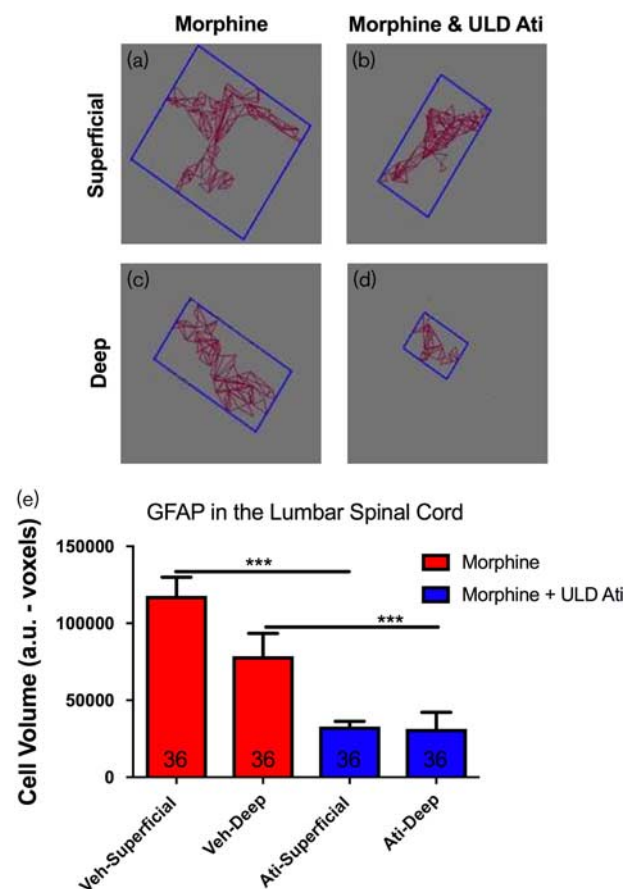 Morphine
Morphine & ULD Ati
Superficial
(a)
(b)
Deep
(c)
(d)
(e)
GFAP in the Lumbar Spinal Cord
Cell Volume (a.u. - voxels)
150000
100000
50000
0
***
***
Morphine
Morphine + ULD Ati
36
36
36
36
Veh-Superficial
Veh-Deep
Ati-Superficial
Ati-Deep